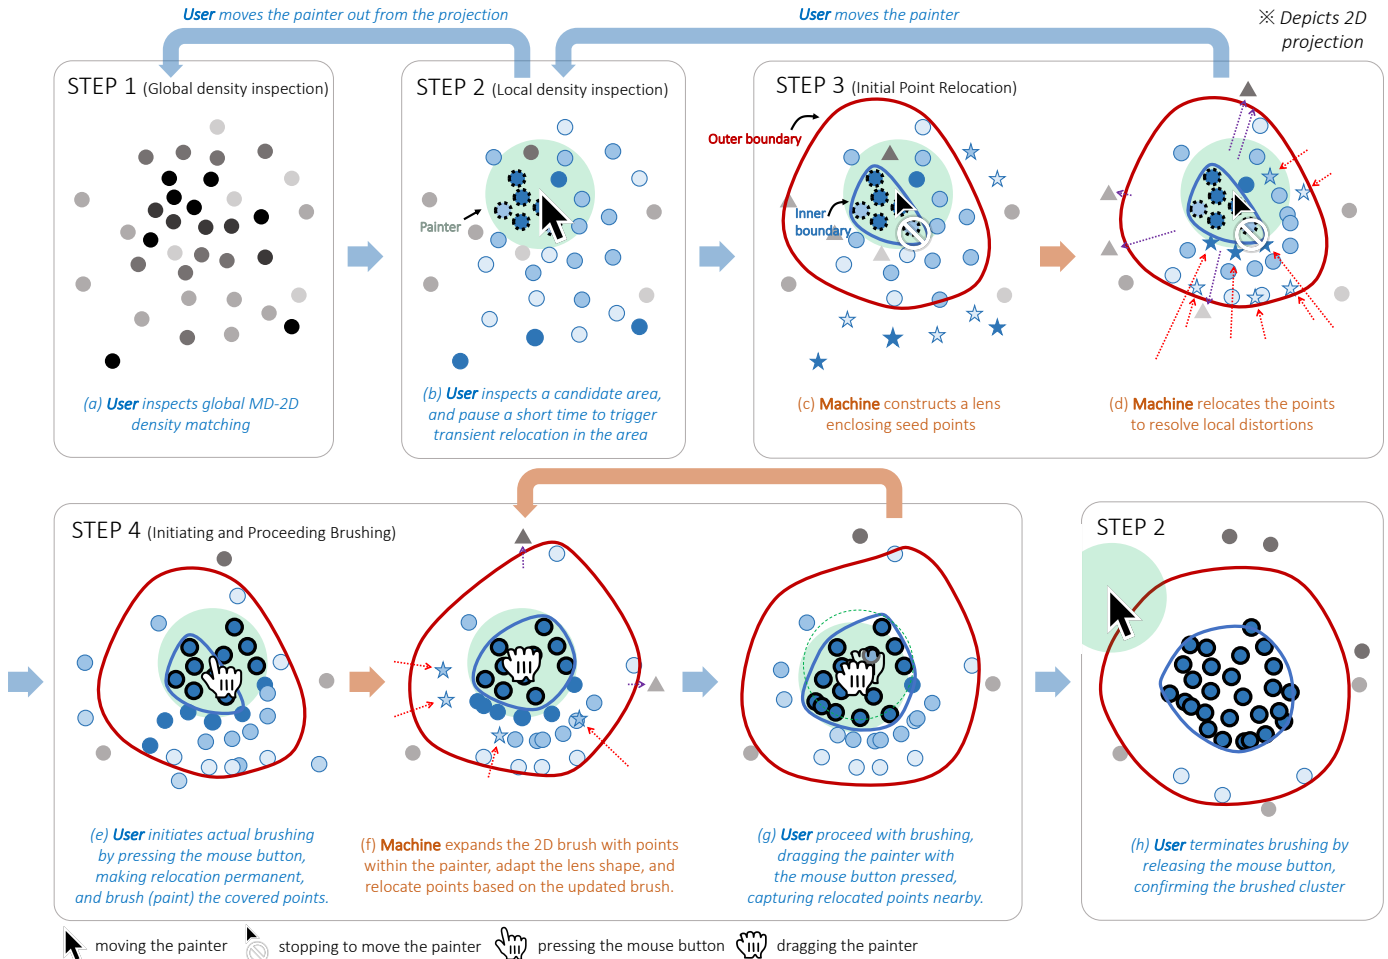 User moves the painter out from the projection
User moves the painter
※ Depicts 2D
projection
STEP 1 (Global density inspection)
(a) User inspects global MD-2D
density matching
STEP 2 (Local density inspection)
Painter
(b) User inspects a candidate area,
and pause a short time to trigger
transient relocation in the area
STEP 3 (Initial Point Relocation)
Outer boundary
Inner
boundary
(c) Machine constructs a lens
enclosing seed points
(d) Machine relocates the points
to resolve local distortions
STEP 4 (Initiating and Proceeding Brushing)
(e) User initiates actual brushing
by pressing the mouse button,
making relocation permanent,
and brush (paint) the covered points.
(f) Machine expands the 2D brush with points
within the painter, adapt the lens shape, and
relocate points based on the updated brush.
(g) User proceed with brushing,
dragging the painter with
the mouse button pressed,
capturing relocated points nearby.
STEP 2
(h) User terminates brushing by
releasing the mouse button,
confirming the brushed cluster
moving the painter
stopping to move the painter
pressing the mouse button
dragging the painter